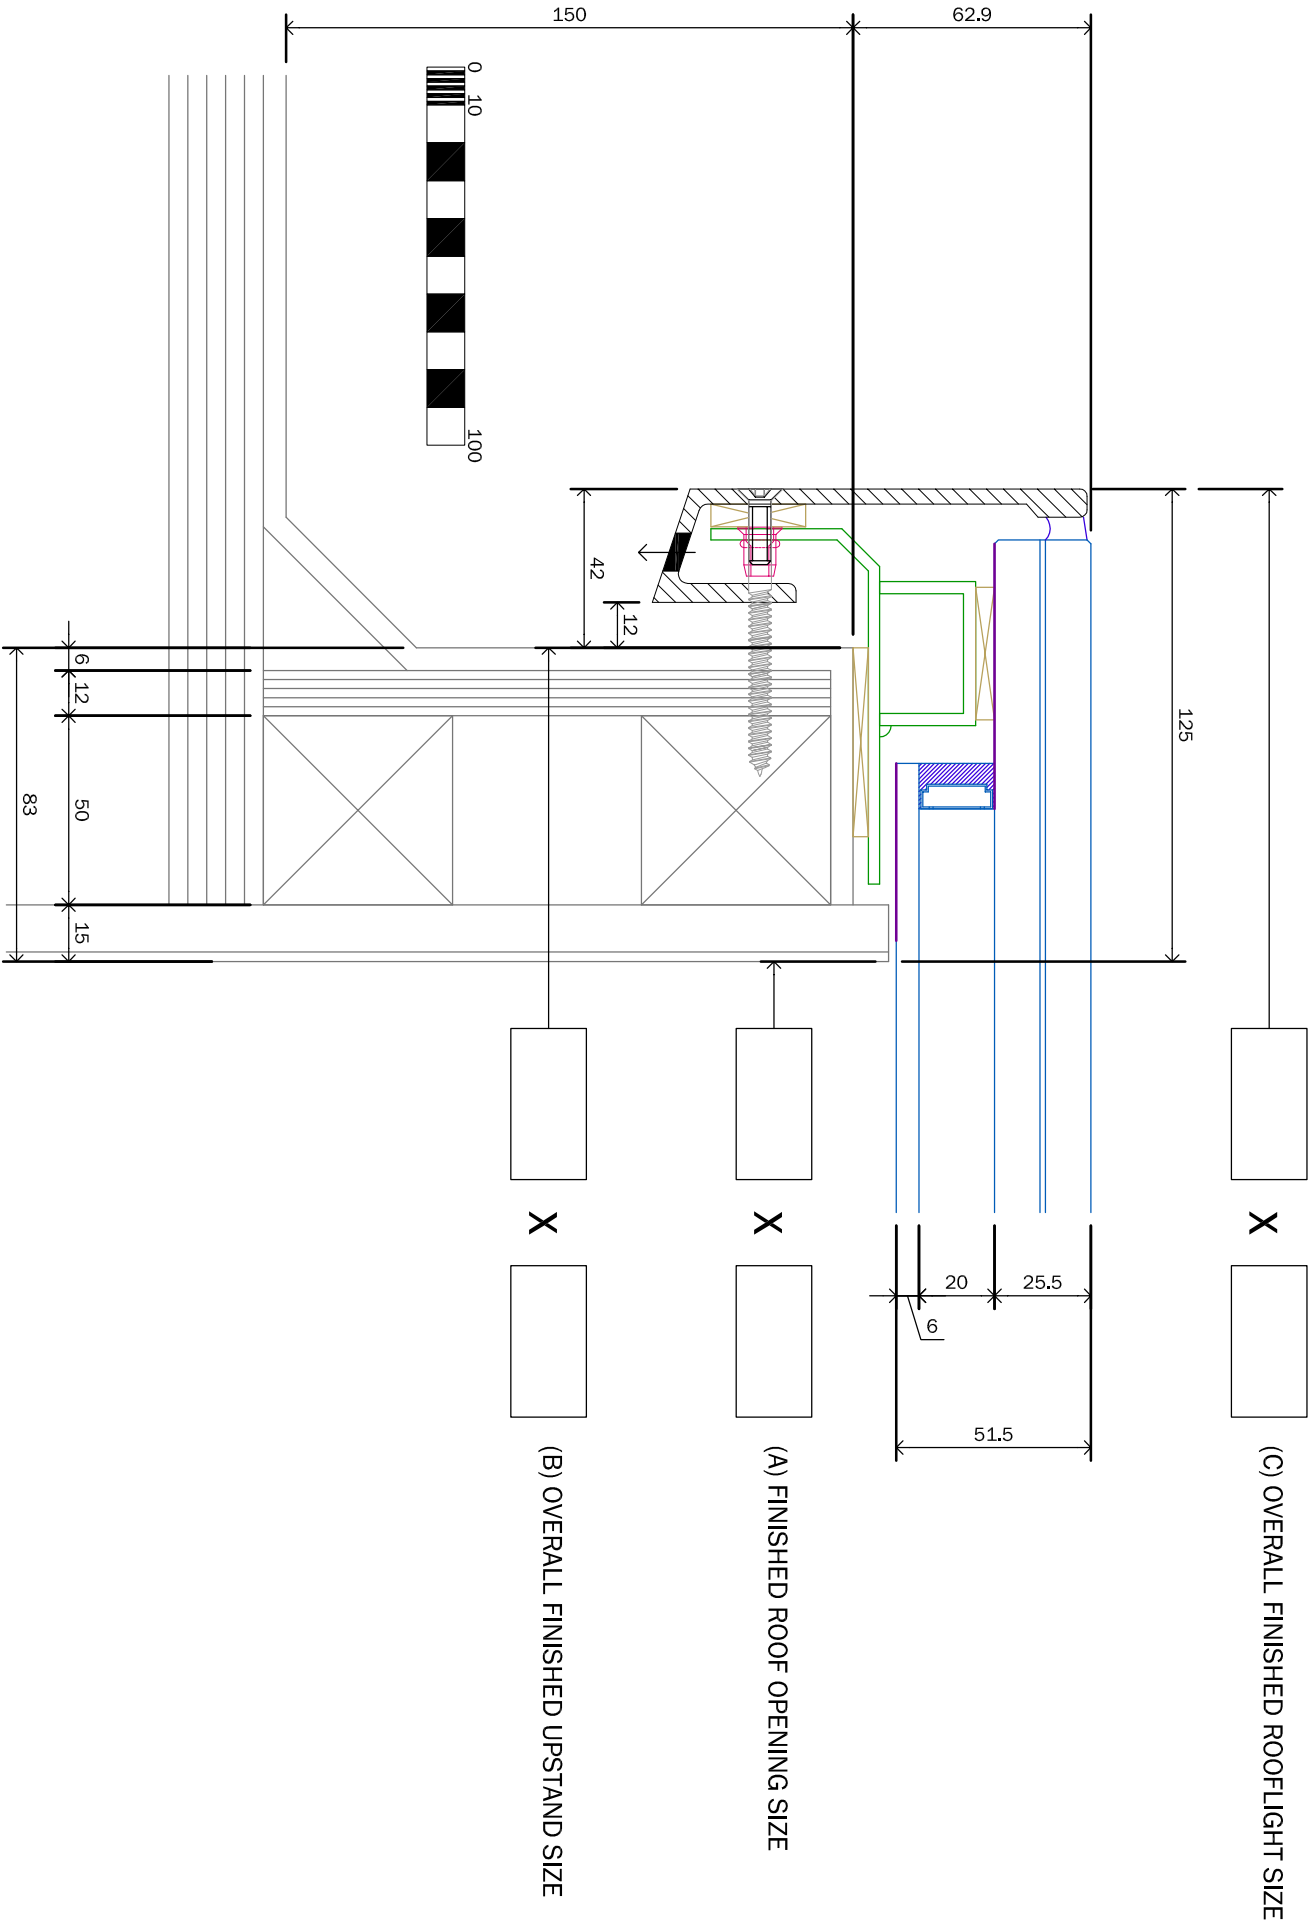 150
62.9
0
10
100
42
12
125
6
12
50
15
83
X
X
X
20
25.5
6
51.5
(C) OVERALL FINISHED ROOFLIGHT SIZE
(A) FINISHED ROOF OPENING SIZE
(B) OVERALL FINISHED UPSTAND SIZE